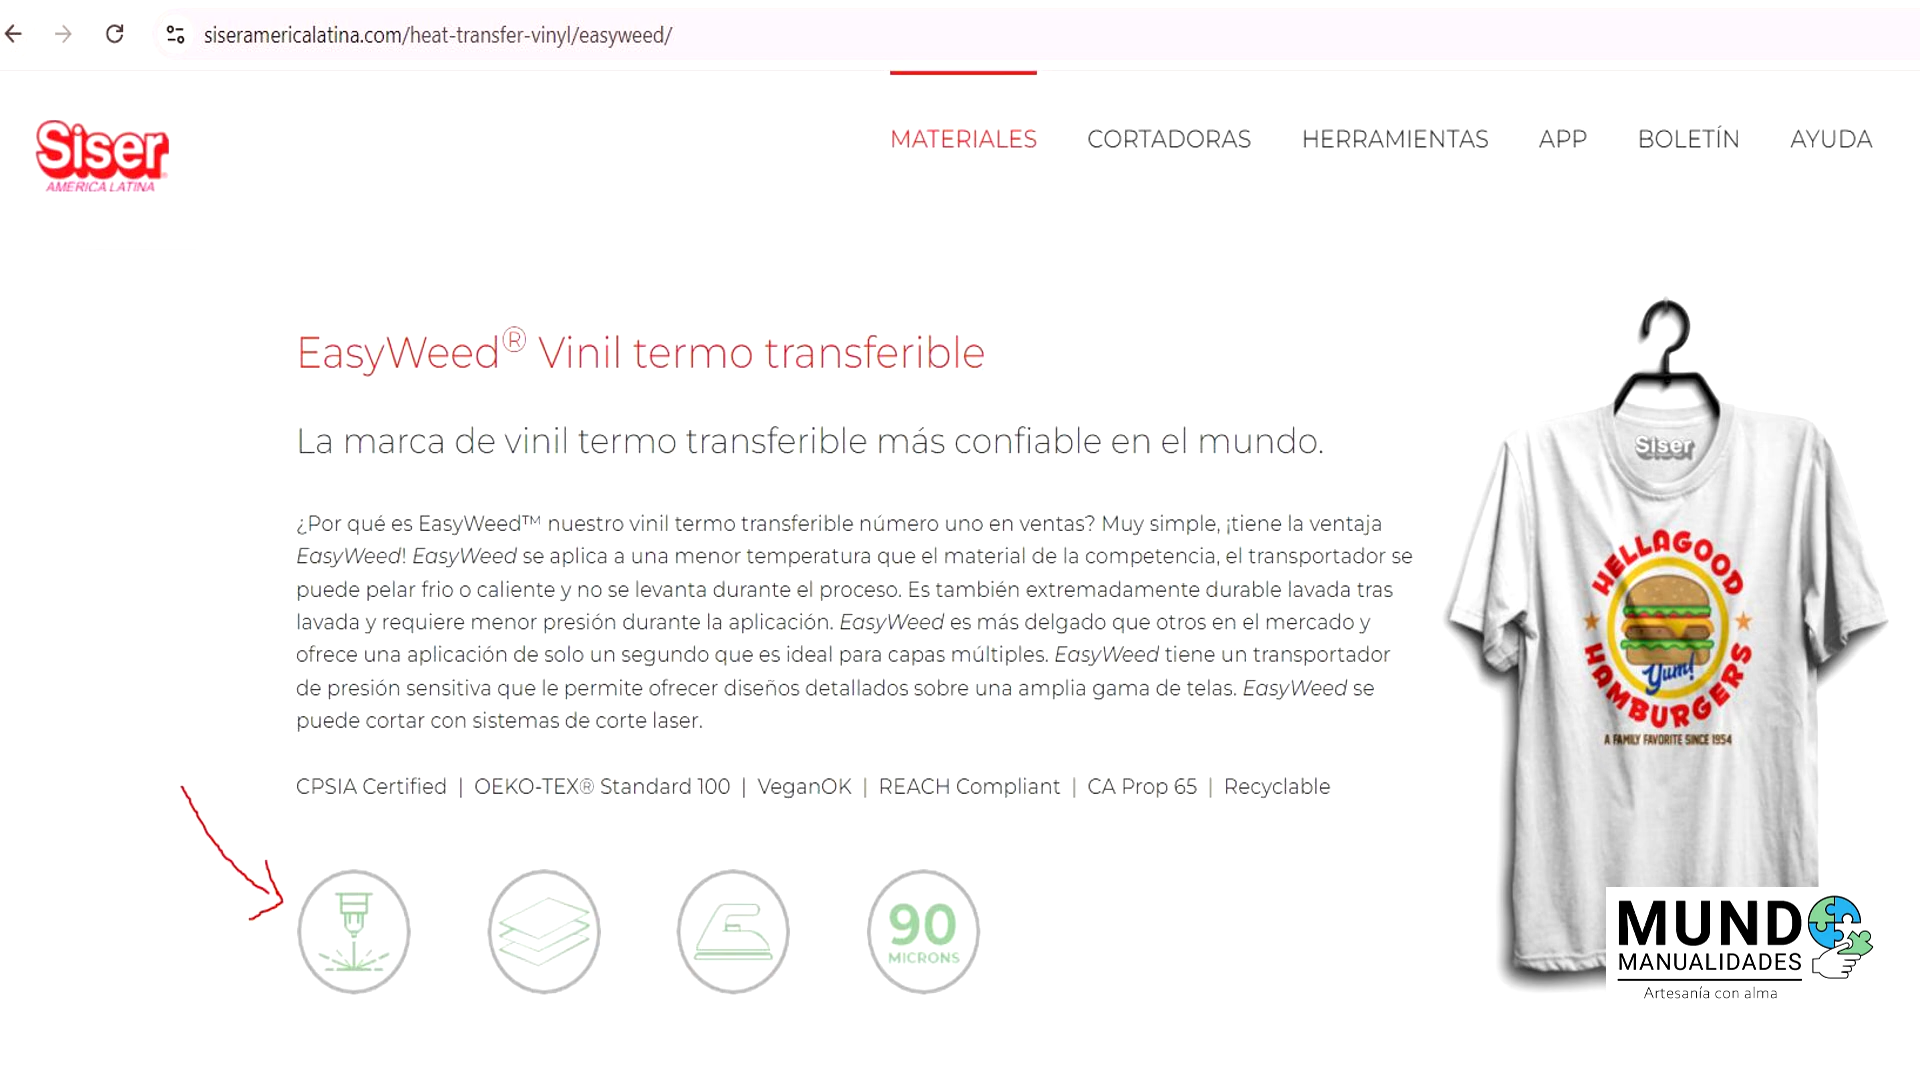 siseramericalatina.com/heat-transfer-vinyl/easyweed/
Siser
AMERICA LATINA
MATERIALES CORTADORAS HERRAMIENTAS APP BOLETÍN AYUDA
EasyWeed® Vinil termo transferible
La marca de vinil termo transferible más confiable en el mundo.
¿Por qué es EasyWeed™ nuestro vinil termo transferible número uno en ventas? Muy simple, ¡tiene la ventaja
EasyWeed! EasyWeed se aplica a una menor temperatura que el material de la competencia, el transportador se
puede pelar frio o caliente y no se levanta durante el proceso. Es también extremadamente durable lavada tras
lavada y requiere menor presión durante la aplicación. EasyWeed es más delgado que otros en el mercado y
ofrece una aplicación de solo un segundo que es ideal para capas múltiples. EasyWeed tiene un transportador
de presión sensitiva que le permite ofrecer diseños detallados sobre una amplia gama de telas. EasyWeed se
puede cortar con sistemas de corte laser.
CPSIA Certified | OEKO-TEX® Standard 100 | VeganOK | REACH Compliant | CA Prop 65 | Recyclable
90
MICRONS
Siser
HELLAGOOD
Yum!
HAMBURGERS
A FAMILY FAVORITE SINCE 1954
MUNDO
MANUALIDADES
Artesanía con alma